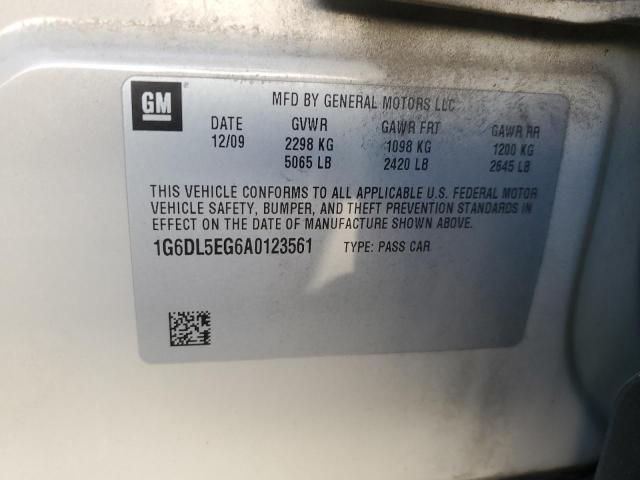 GM
MFD BY GENERAL MOTORS LLC
DATE GVWR GAWR FRT GAWR RR
12/09 2298 KG 1098 KG 1200 KG
5065 LB 2420 LB 2645 LB
THIS VEHICLE CONFORMS TO ALL APPLICABLE U.S. FEDERAL MOTOR
VEHICLE SAFETY, BUMPER, AND THEFT PREVENTION STANDARDS IN
EFFECT ON THE DATE OF MANUFACTURE SHOWN ABOVE.
1G6DL5EG6A0123561 TYPE: PASS CAR